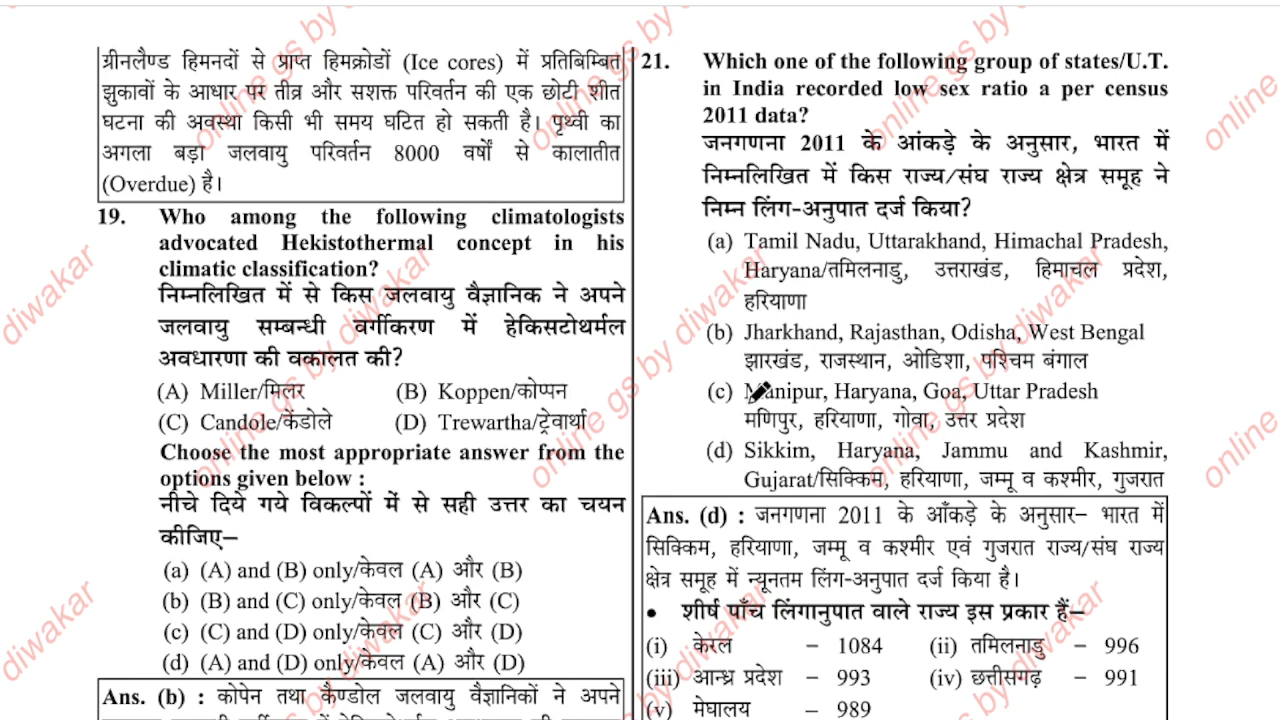 ग्रीनलैण्ड हिमनदों से प्राप्त हिमक्रोडों (Ice cores) में प्रतिबिम्बित
झुकावों के आधार पर तीव्र और सशक्त परिवर्तन की एक छोटी शीत
घटना की अवस्था किसी भी समय घटित हो सकती है। पृथ्वी का
अगला बड़ा जलवायु परिवर्तन 8000 वर्षों से कालातीत
(Overdue) है।
19. Who among the following climatologists
advocated Hekistothermal concept in his
climatic classification?
निम्नलिखित में से किस जलवायु वैज्ञानिक ने अपने
जलवायु सम्बन्धी वर्गीकरण में हेकिसटोथर्मल
अवधारणा की वकालत की?
(A) Miller/मिलर (B) Koppen/कोप्पन
(C) Candole/केंडोले (D) Trewartha/ट्रेवार्था
Choose the most appropriate answer from the
options given below :
नीचे दिये गये विकल्पों में से सही उत्तर का चयन
कीजिए–
(a) (A) and (B) only/केवल (A) और (B)
(b) (B) and (C) only/केवल (B) और (C)
(c) (C) and (D) only/केवल (C) और (D)
(d) (A) and (D) only/केवल (A) और (D)
Ans. (b) : कोपेन तथा कैण्डोल जलवायु वैज्ञानिकों ने अपने
21. Which one of the following group of states/U.T.
in India recorded low sex ratio a per census
2011 data?
जनगणना 2011 के आंकड़े के अनुसार, भारत में
निम्नलिखित में किस राज्य/संघ राज्य क्षेत्र समूह ने
निम्न लिंग-अनुपात दर्ज किया?
(a) Tamil Nadu, Uttarakhand, Himachal Pradesh,
Haryana/तमिलनाडु, उत्तराखंड, हिमाचल प्रदेश,
हरियाणा
(b) Jharkhand, Rajasthan, Odisha, West Bengal
झारखंड, राजस्थान, ओडिशा, पश्चिम बंगाल
(c) Manipur, Haryana, Goa, Uttar Pradesh
मणिपुर, हरियाणा, गोवा, उत्तर प्रदेश
(d) Sikkim, Haryana, Jammu and Kashmir,
Gujarat/सिक्किम, हरियाणा, जम्मू व कश्मीर, गुजरात
Ans. (d) : जनगणना 2011 के आँकड़े के अनुसार– भारत में
सिक्किम, हरियाणा, जम्मू व कश्मीर एवं गुजरात राज्य/संघ राज्य
क्षेत्र समूह में न्यूनतम लिंग-अनुपात दर्ज किया है।
• शीर्ष पाँच लिंगानुपात वाले राज्य इस प्रकार हैं–
(i) केरल – 1084 (ii) तमिलनाडु – 996
(iii) आन्ध्र प्रदेश – 993 (iv) छत्तीसगढ़ – 991
(v) मेघालय – 989
online gs by diwakar